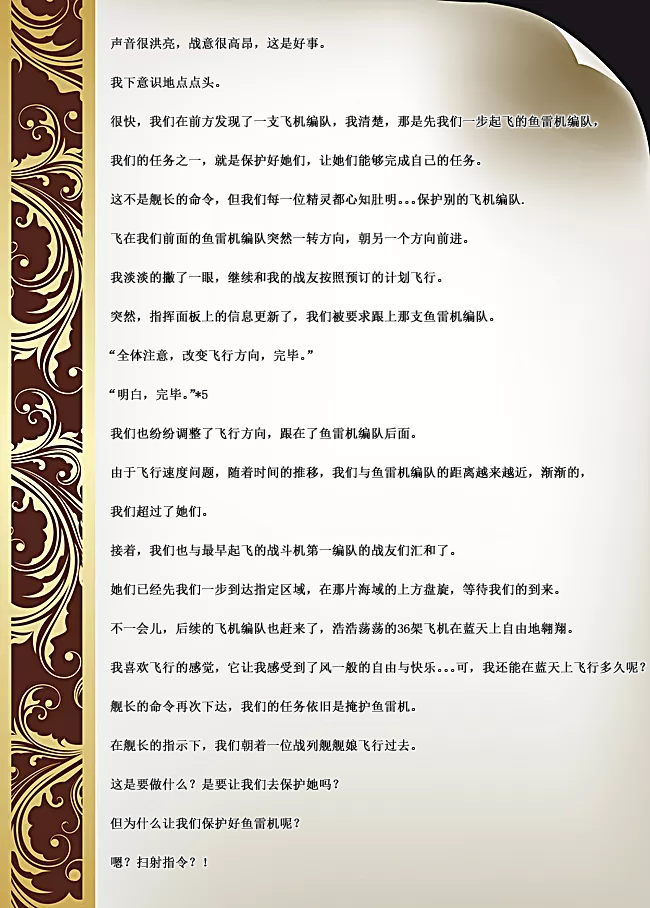 声音很洪亮，战意很高昂，这是好事。
我下意识地点点头。
很快，我们在前方发现了一支飞机编队，我清楚，那是先我们一步起飞的鱼雷机编队，
我们的任务之一，就是保护好她们，让她们能够完成自己的任务。
这不是舰长的命令，但我们每一位精灵都心知肚明。。。保护别的飞机编队.
飞在我们前面的鱼雷机编队突然一转方向，朝另一个方向前进。
我淡淡的撇了一眼，继续和我的战友按照预订的计划飞行。
突然，指挥面板上的信息更新了，我们被要求跟上那支鱼雷机编队。
“全体注意，改变飞行方向，完毕。”
“明白，完毕。”*5
我们也纷纷调整了飞行方向，跟在了鱼雷机编队后面。
由于飞行速度问题，随着时间的推移，我们与鱼雷机编队的距离越来越近，渐渐的，
我们超过了她们。
接着，我们也与最早起飞的战斗机第一编队的战友们汇和了。
她们已经先我们一步到达指定区域，在那片海域的上方盘旋，等待我们的到来。
不一会儿，后续的飞机编队也赶来了，浩浩荡荡的36架飞机在蓝天上自由地翱翔。
我喜欢飞行的感觉，它让我感受到了风一般的自由与快乐。。。可，我还能在蓝天上飞行多久呢？
舰长的命令再次下达，我们的任务依旧是掩护鱼雷机。
在舰长的指示下，我们朝着一位战列舰舰娘飞行过去。
这是要做什么？是要让我们去保护她吗？
但为什么让我们保护好鱼雷机呢？
嗯？扫射指令？！